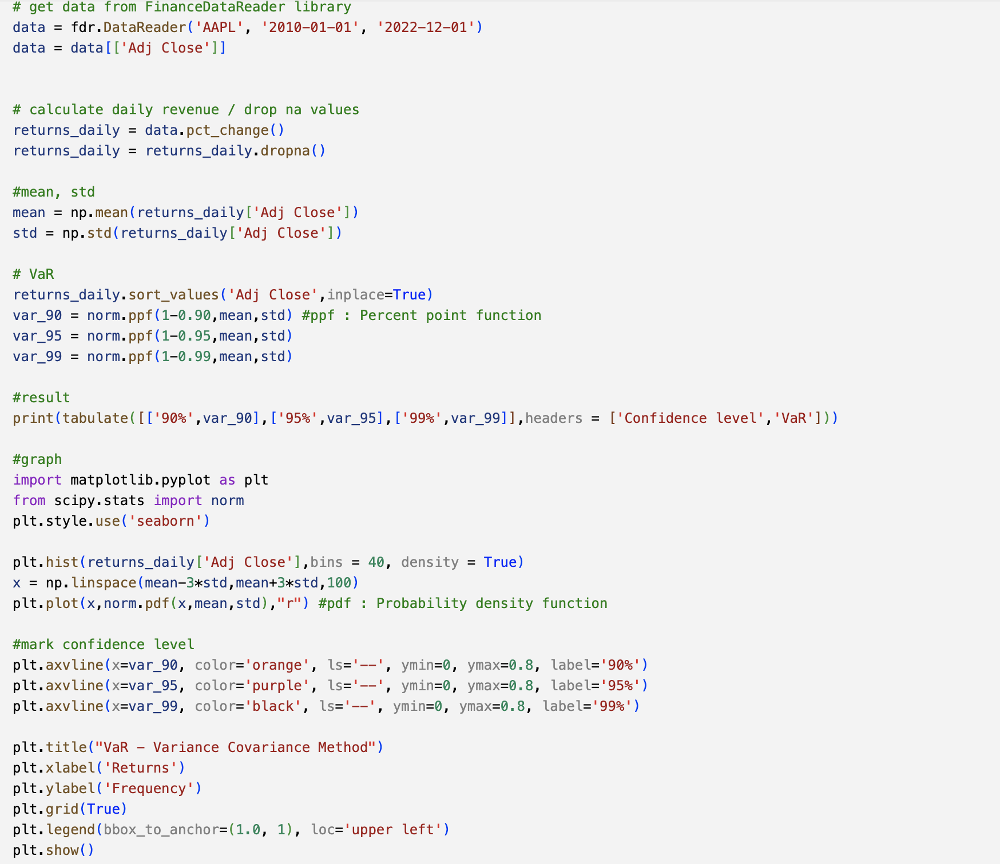 # get data from FinanceDataReader library
data = fdr.DataReader('AAPL', '2010-01-01', '2022-12-01')
data = data[['Adj Close']]
# calculate daily revenue / drop na values
returns_daily = data.pct_change()
returns_daily = returns_daily.dropna()
#mean, std
mean = np.mean(returns_daily['Adj Close'])
std = np.std(returns_daily['Adj Close'])
# VaR
returns_daily.sort_values('Adj Close',inplace=True)
var_90 = norm.ppf(1-0.90,mean,std) #ppf : Percent point function
var_95 = norm.ppf(1-0.95,mean,std)
var_99 = norm.ppf(1-0.99,mean,std)
#result
print(tabulate([['90%',var_90],['95%',var_95],['99%',var_99]],headers = ['Confidence level','VaR']))
#graph
import matplotlib.pyplot as plt
from scipy.stats import norm
plt.style.use('seaborn')
plt.hist(returns_daily['Adj Close'],bins = 40, density = True)
x = np.linspace(mean-3*std,mean+3*std,100)
plt.plot(x,norm.pdf(x,mean,std),"r") #pdf : Probability density function
#mark confidence level
plt.axvline(x=var_90, color='orange', ls='--', ymin=0, ymax=0.8, label='90%')
plt.axvline(x=var_95, color='purple', ls='--', ymin=0, ymax=0.8, label='95%')
plt.axvline(x=var_99, color='black', ls='--', ymin=0, ymax=0.8, label='99%')
plt.title("VaR - Variance Covariance Method")
plt.xlabel('Returns')
plt.ylabel('Frequency')
plt.grid(True)
plt.legend(bbox_to_anchor=(1.0, 1), loc='upper left')
plt.show()